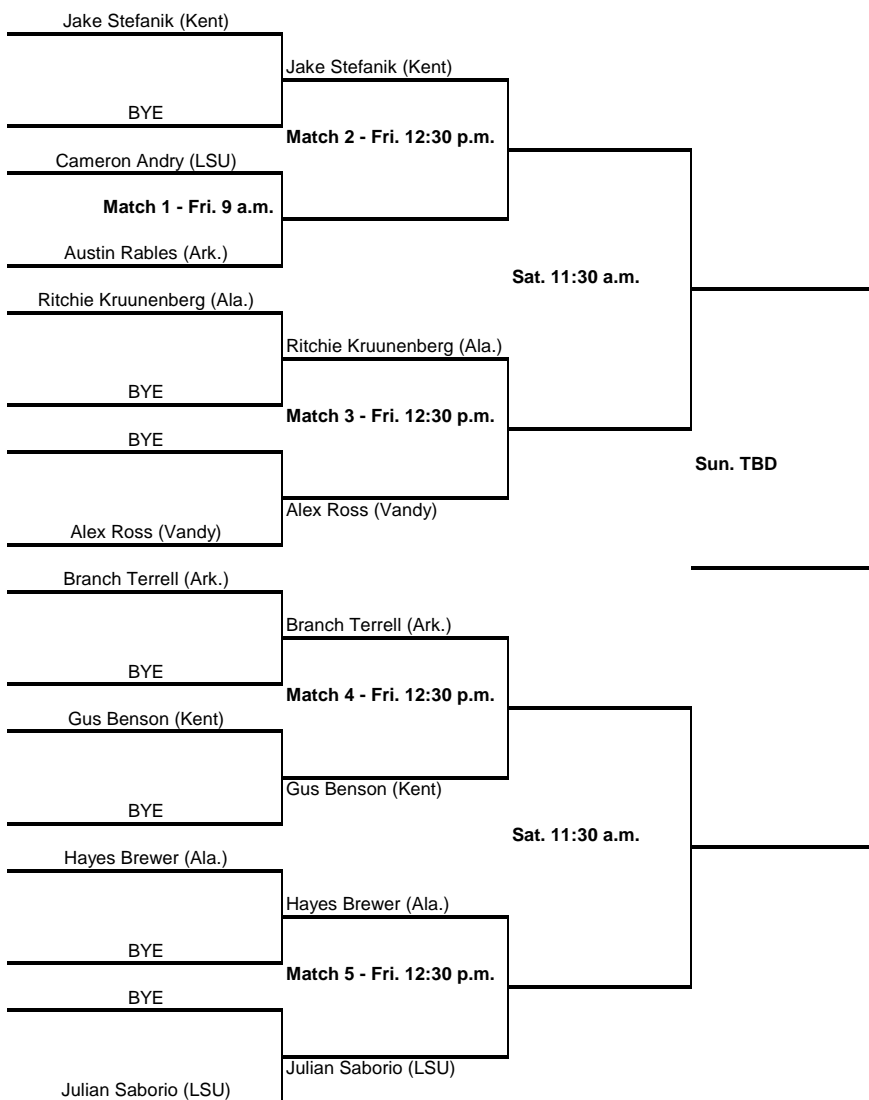 Jake Stefanik (Kent)
Jake Stefanik (Kent)
BYE
Match 2 - Fri. 12:30 p.m.
Cameron Andry (LSU)
Match 1 - Fri. 9 a.m.
Austin Rables (Ark.)
Sat. 11:30 a.m.
Ritchie Kruunenberg (Ala.)
Ritchie Kruunenberg (Ala.)
BYE
Match 3 - Fri. 12:30 p.m.
BYE
Sun. TBD
Alex Ross (Vandy)
Alex Ross (Vandy)
Branch Terrell (Ark.)
Branch Terrell (Ark.)
BYE
Match 4 - Fri. 12:30 p.m.
Gus Benson (Kent)
Gus Benson (Kent)
BYE
Sat. 11:30 a.m.
Hayes Brewer (Ala.)
Hayes Brewer (Ala.)
BYE
Match 5 - Fri. 12:30 p.m.
BYE
Julian Saborio (LSU)
Julian Saborio (LSU)